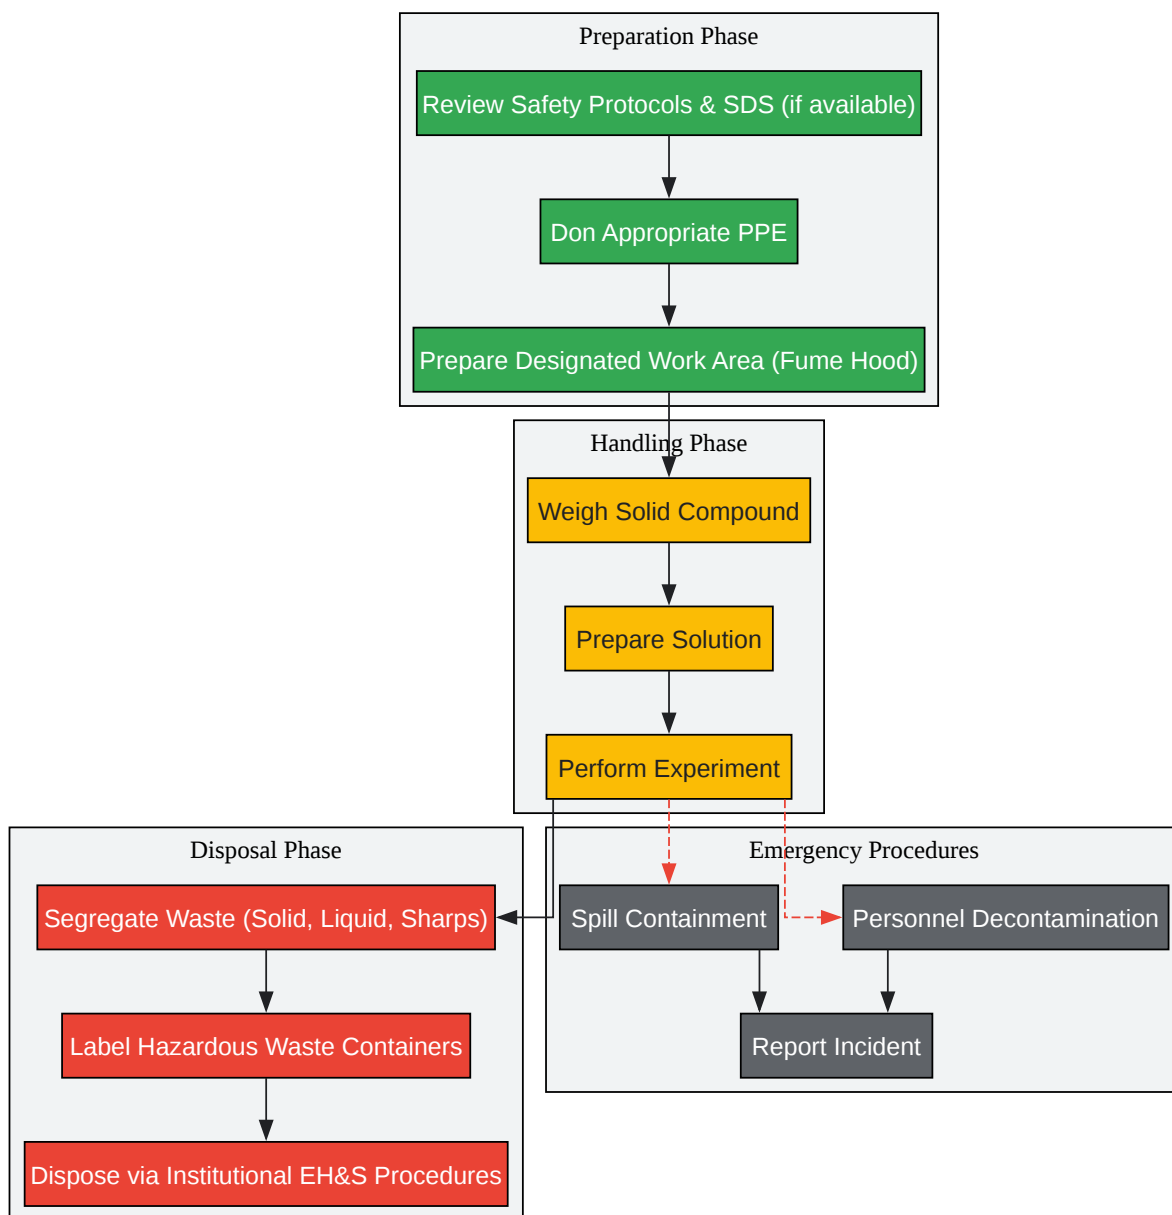 Preparation Phase
Review Safety Protocols & SDS (if available)
Don Appropriate PPE
Prepare Designated Work Area (Fume Hood)
Handling Phase
Weigh Solid Compound
Prepare Solution
Perform Experiment
Disposal Phase
Segregate Waste (Solid, Liquid, Sharps)
Label Hazardous Waste Containers
Dispose via Institutional EH&S Procedures
Emergency Procedures
Spill Containment
Personnel Decontamination
Report Incident